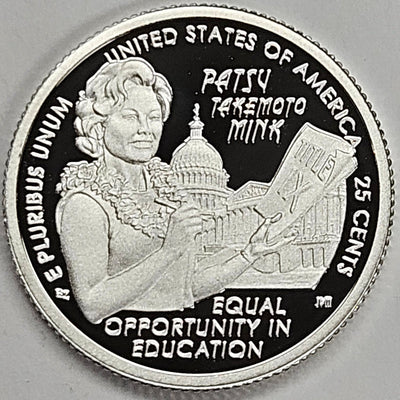 UNITED STATES OF AMERICA
PATSY
TAKEMOTO
MINK
E PLURIBUS UNUM
TITLE
IX
25 CENTS
EQUAL
OPPORTUNITY IN
EDUCATION